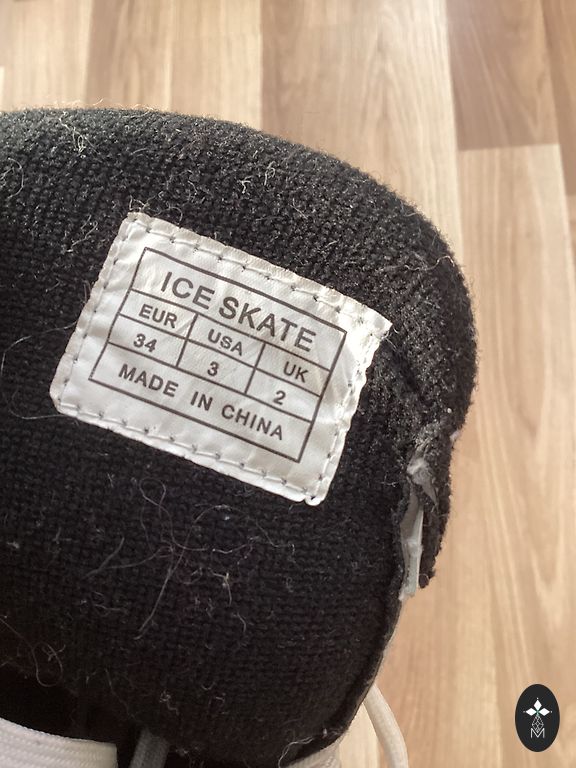 ICE SKATE
EUR USA UK
34 3 2
MADE IN CHINA
M